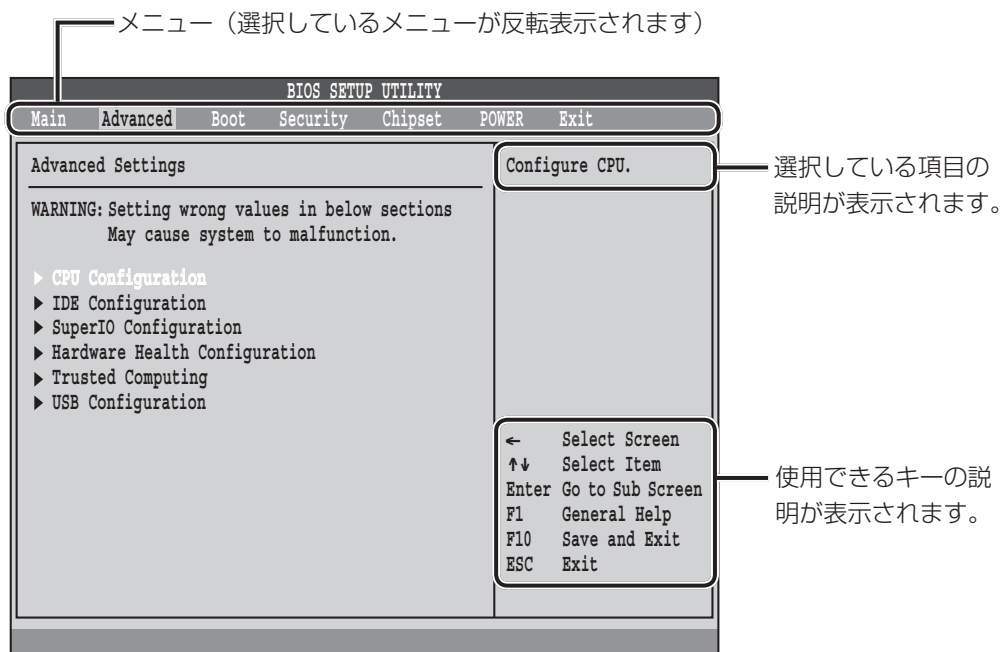 メニュー（選択しているメニューが反転表示されます）
BIOS SETUP UTILITY
Main Advanced Boot Security Chipset POWER Exit
Advanced Settings
WARNING: Setting wrong values in below sections
May cause system to malfunction.
▶ CPU Configuration
▶ IDE Configuration
▶ SuperIO Configuration
▶ Hardware Health Configuration
▶ Trusted Computing
▶ USB Configuration
Configure CPU.
選択している項目の
説明が表示されます。
← Select Screen
↑↓ Select Item
Enter Go to Sub Screen
F1 General Help
F10 Save and Exit
ESC Exit
使用できるキーの説
明が表示されます。